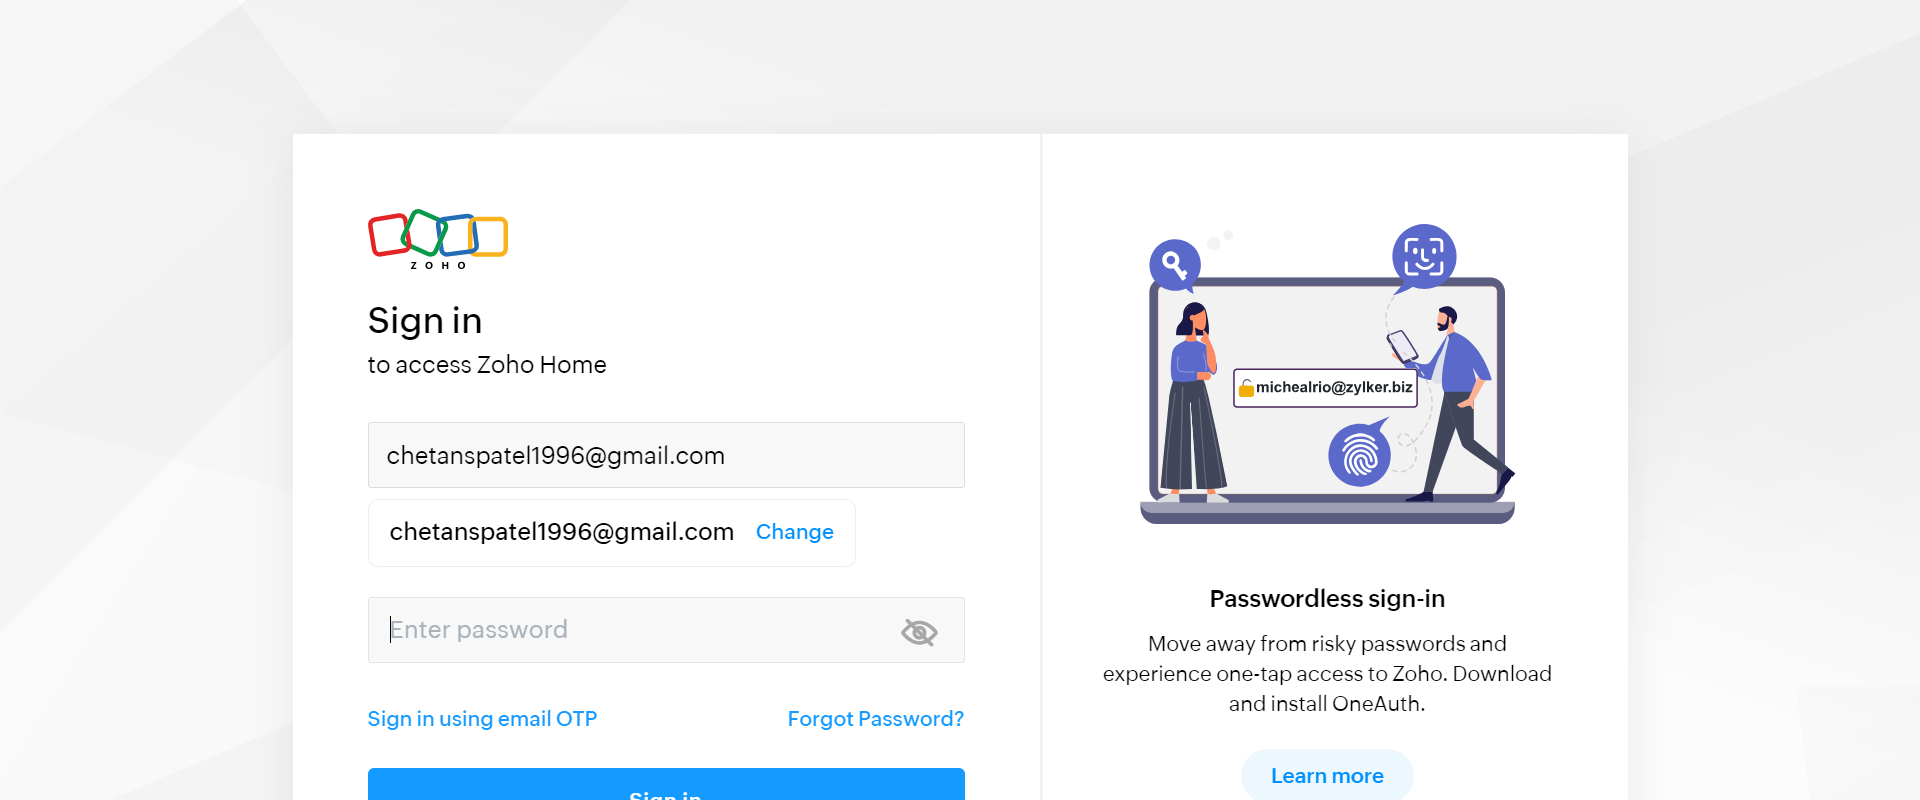 ZOHO
Sign in
to access Zoho Home
chetanspatel1996@gmail.com
chetanspatel1996@gmail.com Change
Enter password
Sign in using email OTP
Forgot Password?
Sign in
michealrio@zylker.biz
Passwordless sign-in
Move away from risky passwords and
experience one-tap access to Zoho. Download
and install OneAuth.
Learn more